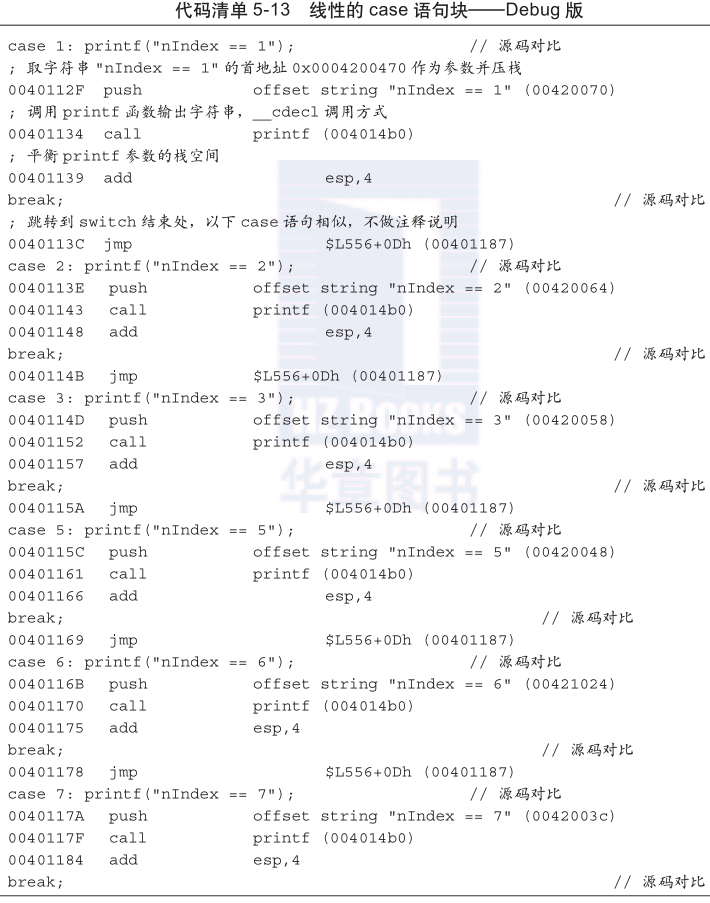 代码清单 5-13 线性的 case 语句块——Debug 版
case 1: printf("nIndex == 1"); // 源码对比
; 取字符串 "nIndex == 1" 的首地址 0x0004200470 作为参数并压栈
0040112F push offset string "nIndex == 1" (00420070)
; 调用 printf 函数输出字符串，__cdecl 调用方式
00401134 call printf (004014b0)
; 平衡 printf 参数的栈空间
00401139 add esp,4
break; // 源码对比
; 跳转到 switch 结束处，以下 case 语句相似，不做注释说明
0040113C jmp $L556+0Dh (00401187)
case 2: printf("nIndex == 2"); // 源码对比
0040113E push offset string "nIndex == 2" (00420064)
00401143 call printf (004014b0)
00401148 add esp,4
break; // 源码对比
0040114B jmp $L556+0Dh (00401187)
case 3: printf("nIndex == 3"); // 源码对比
0040114D push offset string "nIndex == 3" (00420058)
00401152 call printf (004014b0)
00401157 add esp,4
break; // 源码对比
0040115A jmp $L556+0Dh (00401187)
case 5: printf("nIndex == 5"); // 源码对比
0040115C push offset string "nIndex == 5" (00420048)
00401161 call printf (004014b0)
00401166 add esp,4
break; // 源码对比
00401169 jmp $L556+0Dh (00401187)
case 6: printf("nIndex == 6"); // 源码对比
0040116B push offset string "nIndex == 6" (00421024)
00401170 call printf (004014b0)
00401175 add esp,4
break; // 源码对比
00401178 jmp $L556+0Dh (00401187)
case 7: printf("nIndex == 7"); // 源码对比
0040117A push offset string "nIndex == 7" (0042003c)
0040117F call printf (004014b0)
00401184 add esp,4
break; // 源码对比
HZ BOOKS
华章图书